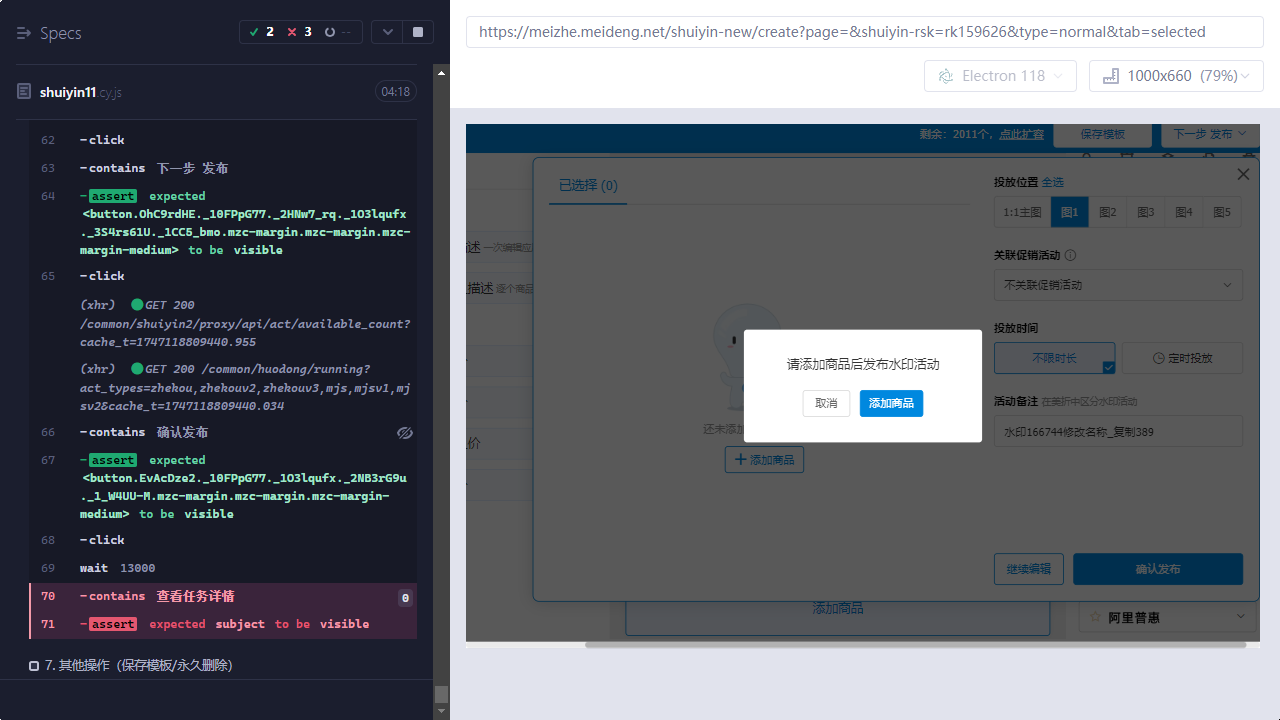 Specs
2
3
--
shuiyin11.cy.js
04:18
62 -click
63 -contains 下一步 发布
64 -assert expected
<button.OhC9rdHE._10FPpG77._2HNw7_rq._1O3lqufx
._3S4rs61U._1CC5_bmo.mzc-margin.mzc-margin.mzc-
margin-medium> to be visible
65 -click
(xhr) GET 200
/common/shuiyin2/proxy/api/act/available_count?
cache_t=1747118809440.955
(xhr) GET 200 /common/huodong/running?
act_types=zhekou,zhekouv2,zhekouv3,mjs,mjsv1,mj
sv2&cache_t=1747118809440.034
66 -contains 确认发布
67 -assert expected
<button.EvAcDze2._10FPpG77._1O3lqufx._2NB3rG9u
._1_W4UU-M.mzc-margin.mzc-margin.mzc-margin-
medium> to be visible
68 -click
69 wait 13000
70 -contains 查看任务详情 0
71 -assert expected subject to be visible
7. 其他操作（保存模板/永久删除）
https://meizhe.meideng.net/shuiyin-new/create?page=&shuiyin-rsk=rk159626&type=normal&tab=selected
Electron 118
1000x660 (79%)
剩余：2011个，点此扩容
保存模板
下一步 发布
已选择 (0)
投放位置 全选
1:1主图 图1 图2 图3 图4 图5
述 一次编辑应
描述 逐个商品
价
关联促销活动
不关联促销活动
投放时间
不限时长
定时投放
请添加商品后发布水印活动
取消
添加商品
还未添加
添加商品
活动备注 在美折中区分水印活动
水印166744修改名称_复制389
继续编辑
确认发布
添加商品
阿里普惠